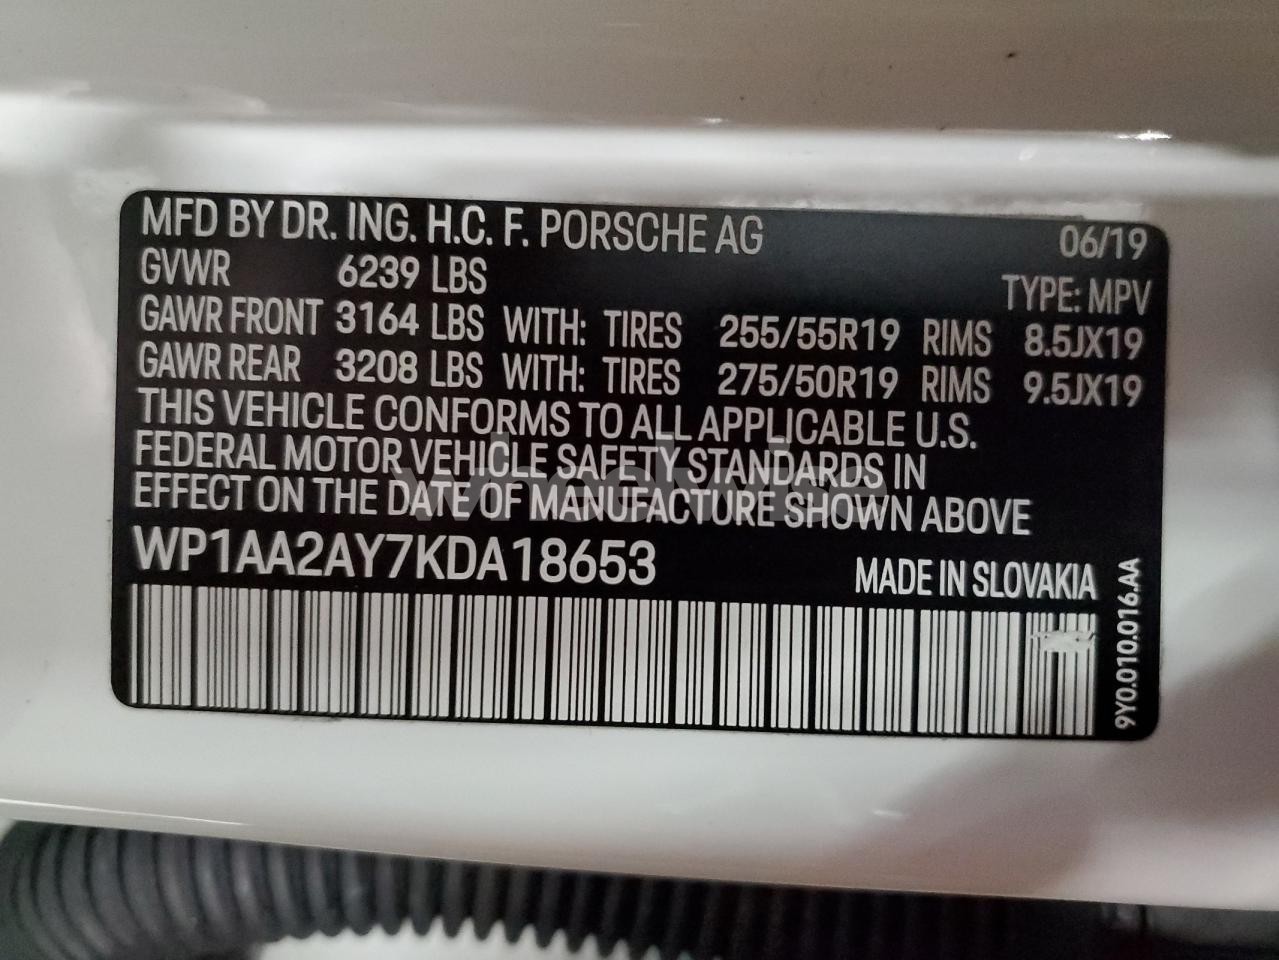 MFD BY DR. ING. H.C. F. PORSCHE AG 06/19
GVWR 6239 LBS TYPE: MPV
GAWR FRONT 3164 LBS WITH: TIRES 255/55R19 RIMS 8.5JX19
GAWR REAR 3208 LBS WITH: TIRES 275/50R19 RIMS 9.5JX19
THIS VEHICLE CONFORMS TO ALL APPLICABLE U.S.
FEDERAL MOTOR VEHICLE SAFETY STANDARDS IN
EFFECT ON THE DATE OF MANUFACTURE SHOWN ABOVE
wheelwise
WP1AA2AY7KDA18653 MADE IN SLOVAKIA
9Y0.010.016.AA